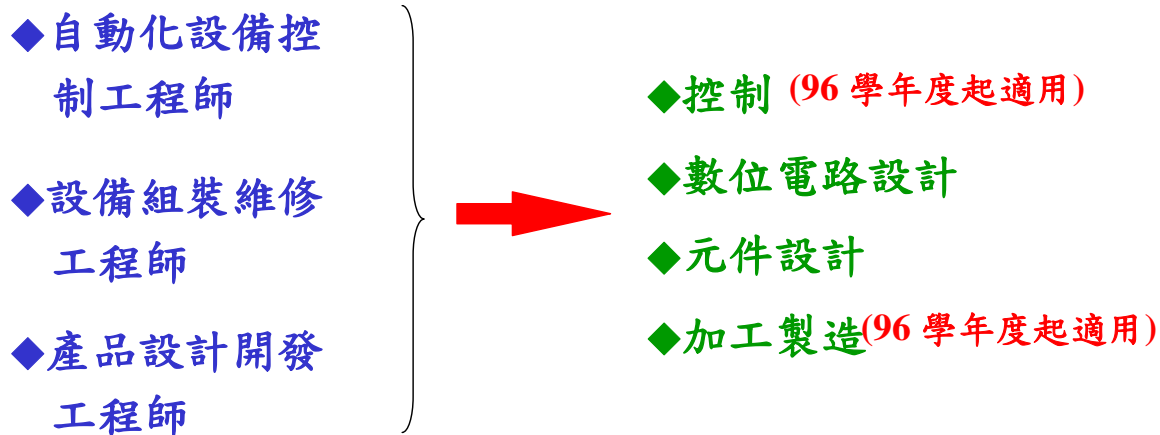 ◆自動化設備控
制工程師
◆設備組裝維修
工程師
◆產品設計開發
工程師
◆控制 (96 學年度起適用)
◆數位電路設計
◆元件設計
◆加工製造(96 學年度起適用)